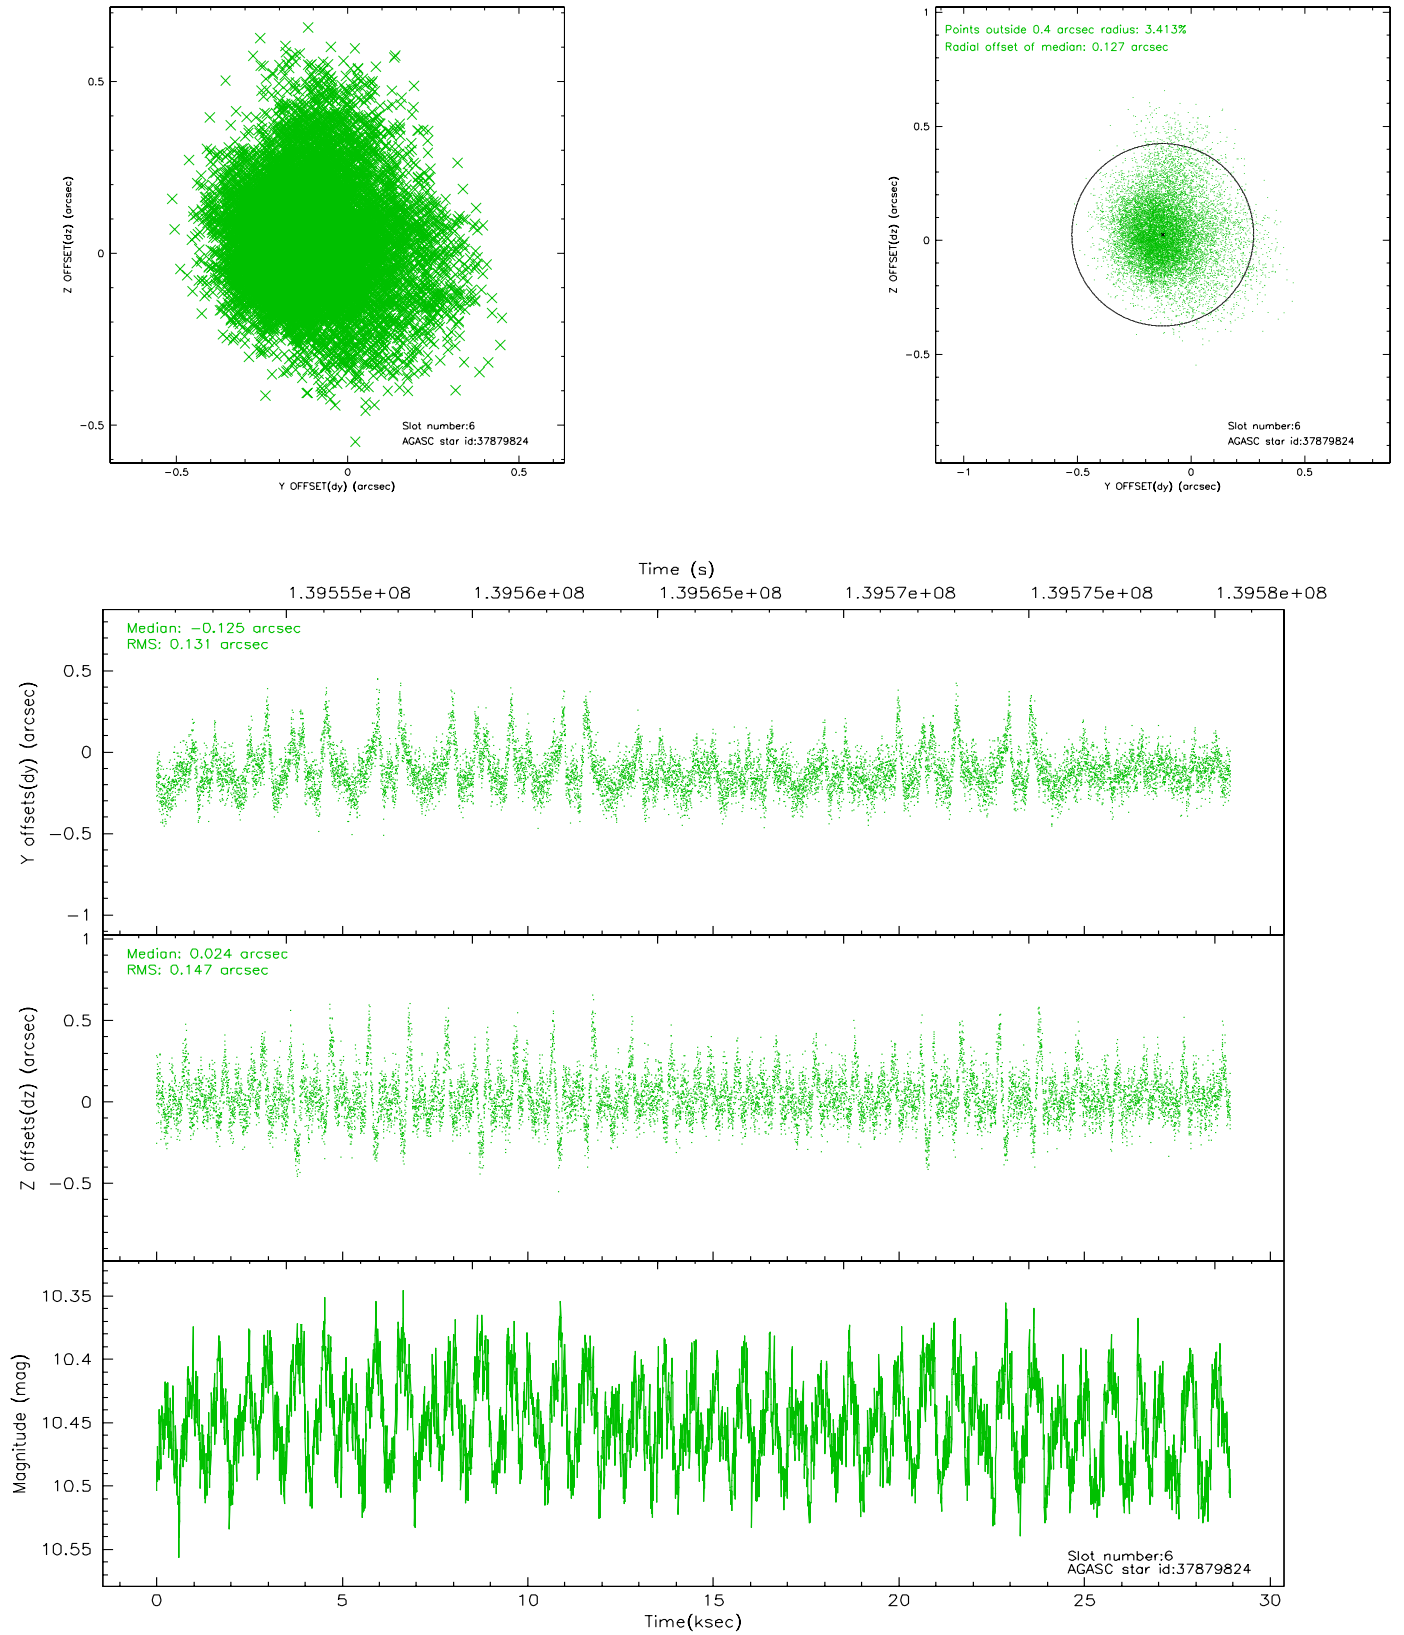 0.5
0
−0.5
Z OFFSET(dz) (arcsec)
Slot number:6
AGASC star id:37879824
−0.5 0 0.5
Y OFFSET(dy) (arcsec)
Points outside 0.4 arcsec radius: 3.413%
Radial offset of median: 0.127 arcsec
1
0.5
0
−0.5
Z OFFSET(dz) (arcsec)
Slot number:6
AGASC star id:37879824
−1 −0.5 0 0.5
Y OFFSET(dy) (arcsec)
Time (s)
1.39555e+08 1.3956e+08 1.39565e+08 1.3957e+08 1.39575e+08 1.3958e+08
Median: −0.125 arcsec
RMS: 0.131 arcsec
0.5
0
−0.5
−1
Y offsets(dy) (arcsec)
Median: 0.024 arcsec
RMS: 0.147 arcsec
1
0.5
0
−0.5
Z offsets(dz) (arcsec)
10.35
10.4
10.45
10.5
10.55
Magnitude (mag)
Slot number:6
AGASC star id:37879824
0 5 10 15 20 25 30
Time(ksec)